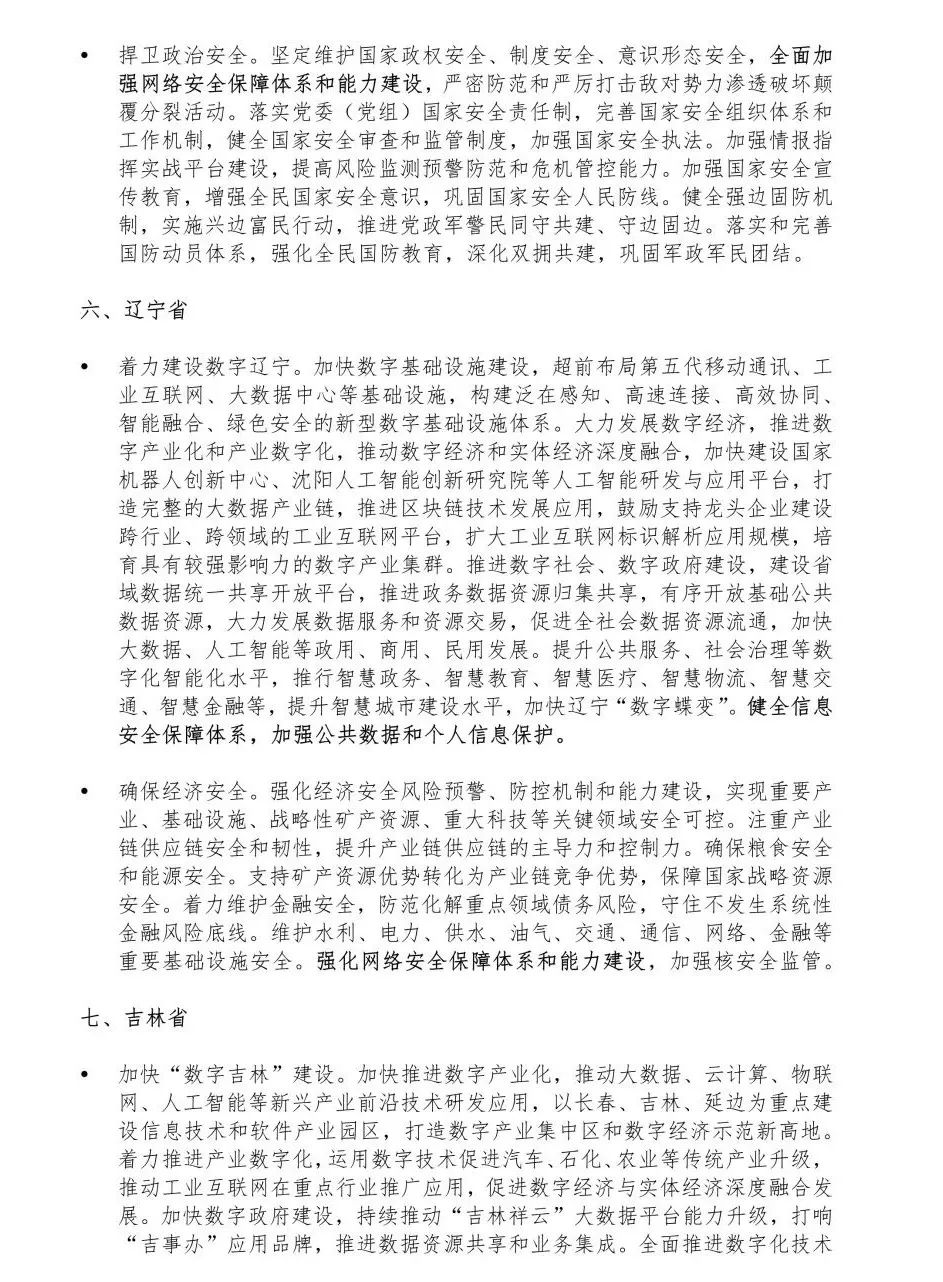 • 捍卫政治安全。坚定维护国家政权安全、制度安全、意识形态安全，全面加
强网络安全保障体系和能力建设，严密防范和严厉打击敌对势力渗透破坏颠
覆分裂活动。落实党委（党组）国家安全责任制，完善国家安全组织体系和
工作机制，健全国家安全审查和监管制度，加强国家安全执法。加强情报指
挥实战平台建设，提高风险监测预警防范和危机管控能力。加强国家安全宣
传教育，增强全民国家安全意识，巩固国家安全人民防线。健全强边固防机
制，实施兴边富民行动，推进党政军警民同守共建、守边固边。落实和完善
国防动员体系，强化全民国防教育，深化双拥共建，巩固军政军民团结。
六、辽宁省
• 着力建设数字辽宁。加快数字基础设施建设，超前布局第五代移动通讯、工
业互联网、大数据中心等基础设施，构建泛在感知、高速连接、高效协同、
智能融合、绿色安全的新型数字基础设施体系。大力发展数字经济，推进数
字产业化和产业数字化，推动数字经济和实体经济深度融合，加快建设国家
机器人创新中心、沈阳人工智能创新研究院等人工智能研发与应用平台，打
造完整的大数据产业链，推进区块链技术发展应用，鼓励支持龙头企业建设
跨行业、跨领域的工业互联网平台，扩大工业互联网标识解析应用规模，培
育具有较强影响力的数字产业集群。推进数字社会、数字政府建设，建设省
域数据统一共享开放平台，推进政务数据资源归集共享，有序开放基础公共
数据资源，大力发展数据服务和资源交易，促进全社会数据资源流通，加快
大数据、人工智能等政用、商用、民用发展。提升公共服务、社会治理等数
字化智能化水平，推行智慧政务、智慧教育、智慧医疗、智慧物流、智慧交
通、智慧金融等，提升智慧城市建设水平，加快辽宁“数字蝶变”。健全信息
安全保障体系，加强公共数据和个人信息保护。
• 确保经济安全。强化经济安全风险预警、防控机制和能力建设，实现重要产
业、基础设施、战略性矿产资源、重大科技等关键领域安全可控。注重产业
链供应链安全和韧性，提升产业链供应链的主导力和控制力。确保粮食安全
和能源安全。支持矿产资源优势转化为产业链竞争优势，保障国家战略资源
安全。着力维护金融安全，防范化解重点领域债务风险，守住不发生系统性
金融风险底线。维护水利、电力、供水、油气、交通、通信、网络、金融等
重要基础设施安全。强化网络安全保障体系和能力建设，加强核安全监管。
七、吉林省
• 加快“数字吉林”建设。加快推进数字产业化，推动大数据、云计算、物联
网、人工智能等新兴产业前沿技术研发应用，以长春、吉林、延边为重点建
设信息技术和软件产业园区，打造数字产业集中区和数字经济示范新高地。
着力推进产业数字化，运用数字技术促进汽车、石化、农业等传统产业升级，
推动工业互联网在重点行业推广应用，促进数字经济与实体经济深度融合发
展。加快数字政府建设，持续推动“吉林祥云”大数据平台能力升级，打响
“吉事办”应用品牌，推进数据资源共享和业务集成。全面推进数字化技术